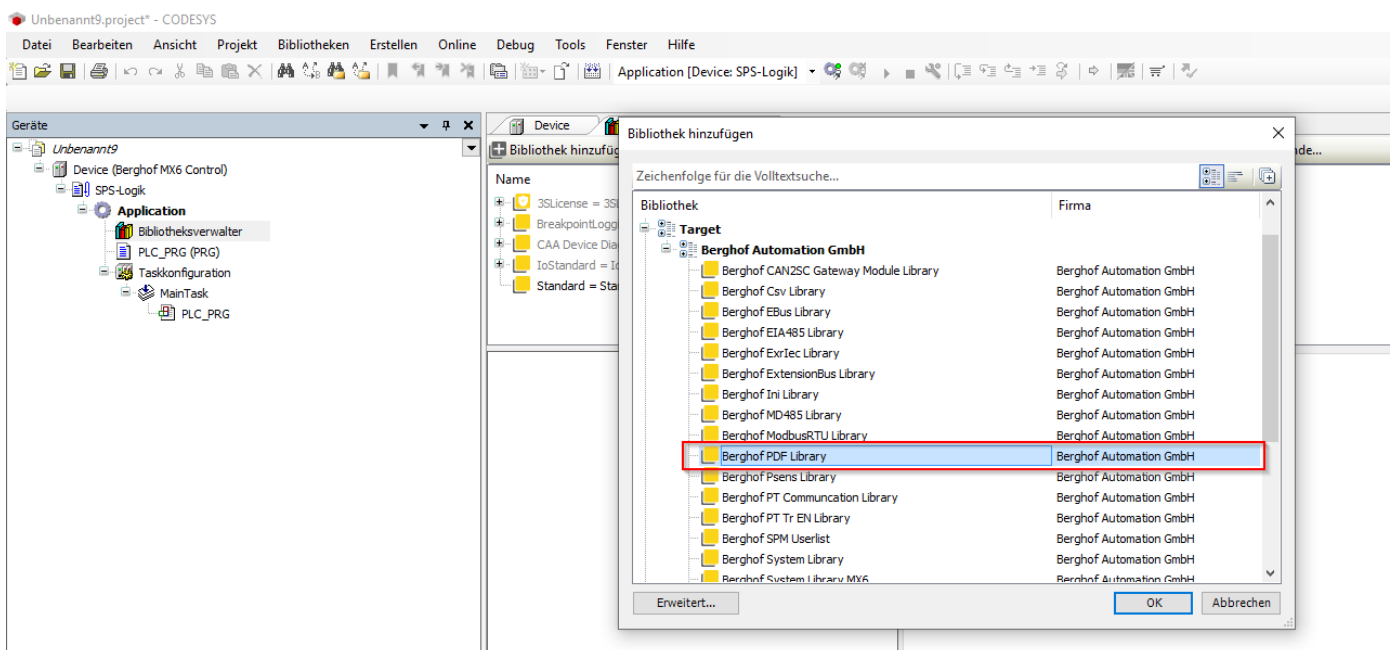 Unbenannt9.project* - CODESYS
Datei Bearbeiten Ansicht Projekt Bibliotheken Erstellen Online Debug Tools Fenster Hilfe
Application [Device: SPS-Logik]
Geräte
Unbenannt9
Device (Berghof MX6 Control)
SPS-Logik
Application
Bibliotheksverwalter
PLC_PRG (PRG)
Taskkonfiguration
MainTask
PLC_PRG
Device
Bibliothek hinzufüg
nde...
Name
3SLicense = 3SL
BreakpointLogg
CAA Device Dia
IoStandard = Io
Standard = Sta
Bibliothek hinzufügen
Zeichenfolge für die Volltextsuche...
Bibliothek Firma
Target
Berghof Automation GmbH
Berghof CAN2SC Gateway Module Library Berghof Automation GmbH
Berghof Csv Library Berghof Automation GmbH
Berghof EBus Library Berghof Automation GmbH
Berghof EIA485 Library Berghof Automation GmbH
Berghof ExrIec Library Berghof Automation GmbH
Berghof ExtensionBus Library Berghof Automation GmbH
Berghof Ini Library Berghof Automation GmbH
Berghof MD485 Library Berghof Automation GmbH
Berghof ModbusRTU Library Berghof Automation GmbH
Berghof PDF Library Berghof Automation GmbH
Berghof Psens Library Berghof Automation GmbH
Berghof PT Communcation Library Berghof Automation GmbH
Berghof PT Tr EN Library Berghof Automation GmbH
Berghof SPM Userlist Berghof Automation GmbH
Berghof System Library Berghof Automation GmbH
Berghof System Library MX6 Berghof Automation GmbH
Erweitert... OK Abbrechen